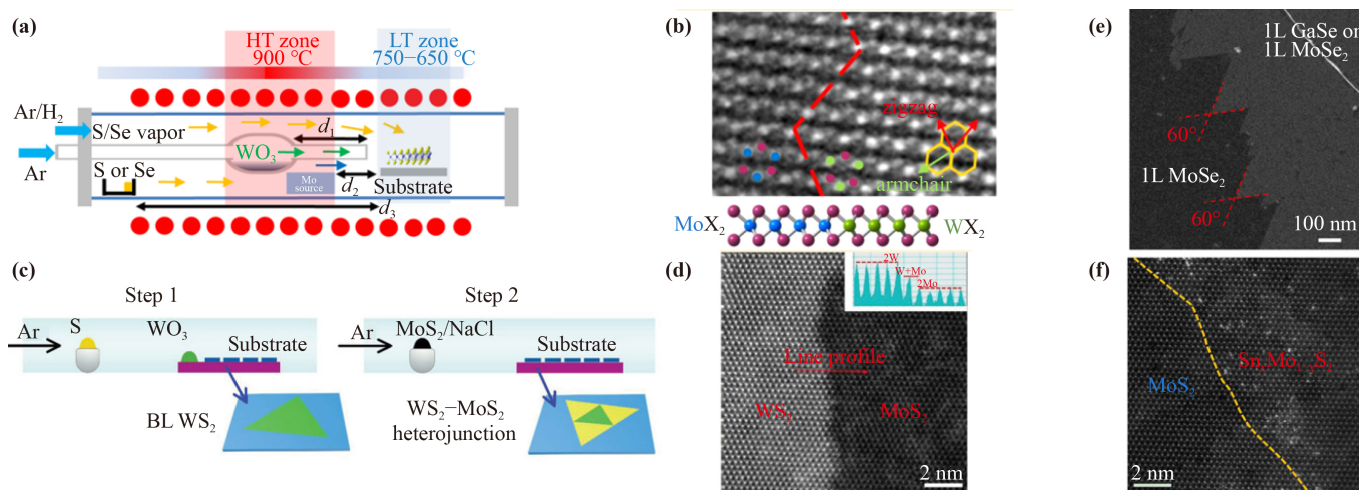 (a)
HT zone
900 °C
LT zone
750−650 °C
Ar/H₂
S/Se vapor
d₁
WO₃
Ar
S or Se
Mo
source
d₂
Substrate
d₃
(b)
zigzag
armchair
MoX₂
WX₂
(c)
Step 1
Step 2
Ar
S
WO₃
Substrate
Ar
MoS₂/NaCl
Substrate
BL WS₂
WS₂−MoS₂
heterojunction
(d)
2W
W+Mo
2Mo
Line profile
WS₂
MoS₂
2 nm
(e)
1L GaSe on
1L MoSe₂
60°
1L MoSe₂
60°
100 nm
(f)
MoS₂
2 nm